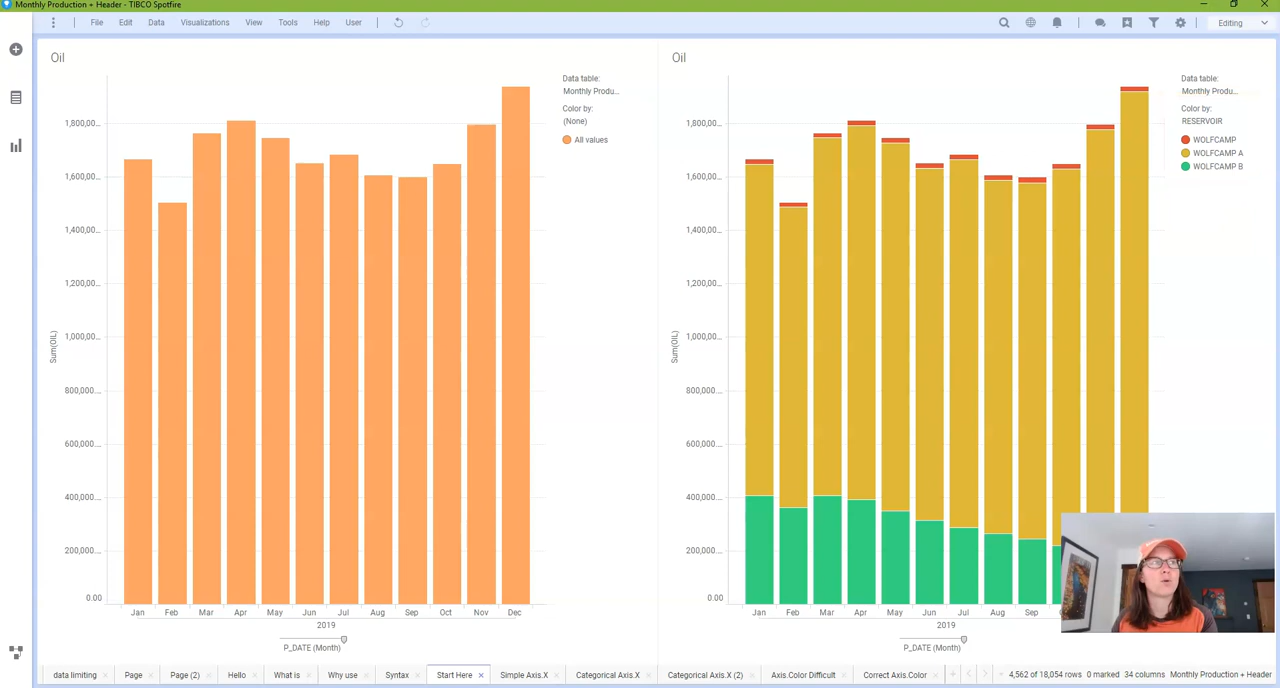 Monthly Production + Header - TIBCO Spotfire
File Edit Data Visualizations View Tools Help User Editing
Oil
Data table:
Monthly Produ...
Color by:
(None)
All values
1,800,00...
1,600,00...
1,400,00...
1,200,00...
1,000,00...
800,000...
600,000...
400,000...
200,000...
0.00
Sum(OIL)
Jan Feb Mar Apr May Jun Jul Aug Sep Oct Nov Dec
2019
P_DATE (Month)
Oil
Data table:
Monthly Produ...
Color by:
RESERVOIR
WOLFCAMP
WOLFCAMP A
WOLFCAMP B
1,800,00...
1,600,00...
1,400,00...
1,200,00...
1,000,00...
800,000...
600,000...
400,000...
200,000...
0.00
Sum(OIL)
Jan Feb Mar Apr May Jun Jul Aug Sep
2019
P_DATE (Month)
data limiting Page Page (2) Hello What is Why use Syntax Start Here Simple Axis.X Categorical Axis.X Categorical Axis.X (2) Axis.Color Difficult Correct Axis.Color 4,562 of 18,054 rows 0 marked 34 columns Monthly Production + Header